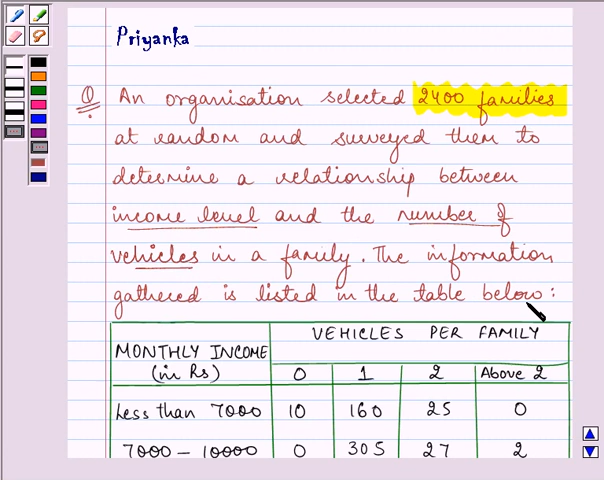 Priyanka
Q An organisation selected 2400 families
at random and surveyed them to
determine a relationship between
income level and the number of
vehicles in a family. The information
gathered is listed in the table below:
MONTHLY INCOME (in Rs) VEHICLES PER FAMILY
0 1 2 Above 2
Less than 7000 10 160 25 0
7000 - 10000 0 305 27 2